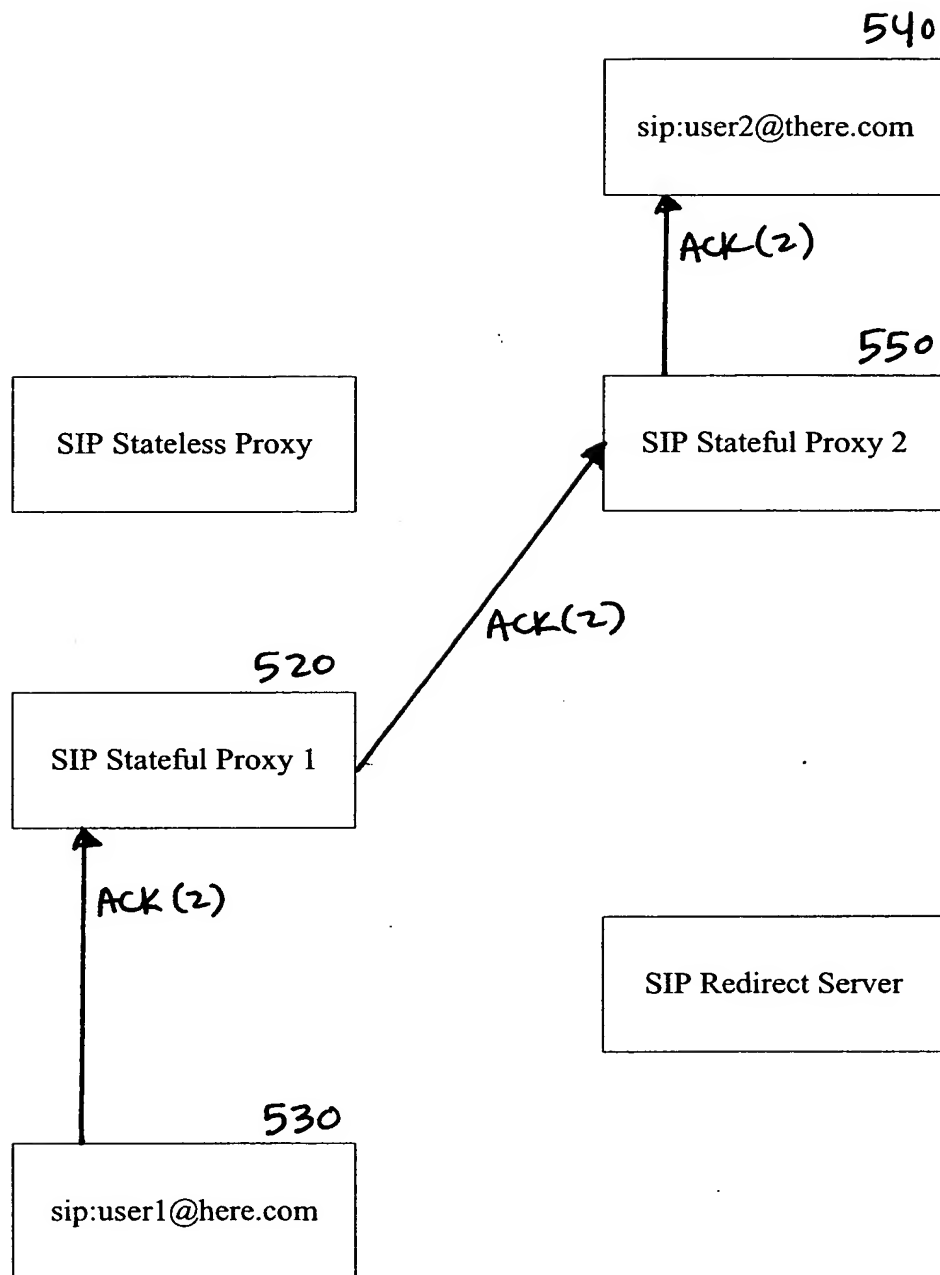 540
sip:user2@there.com
ACK(2)
550
SIP Stateless Proxy
SIP Stateful Proxy 2
ACK(2)
520
SIP Stateful Proxy 1
ACK(2)
SIP Redirect Server
530
sip:user1@here.com